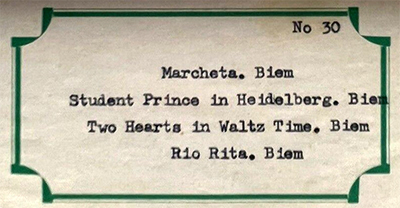 No 30
Marcheta. Biem
Student Prince in Heidelberg. Biem
Two Hearts in Waltz Time. Biem
Rio Rita. Biem